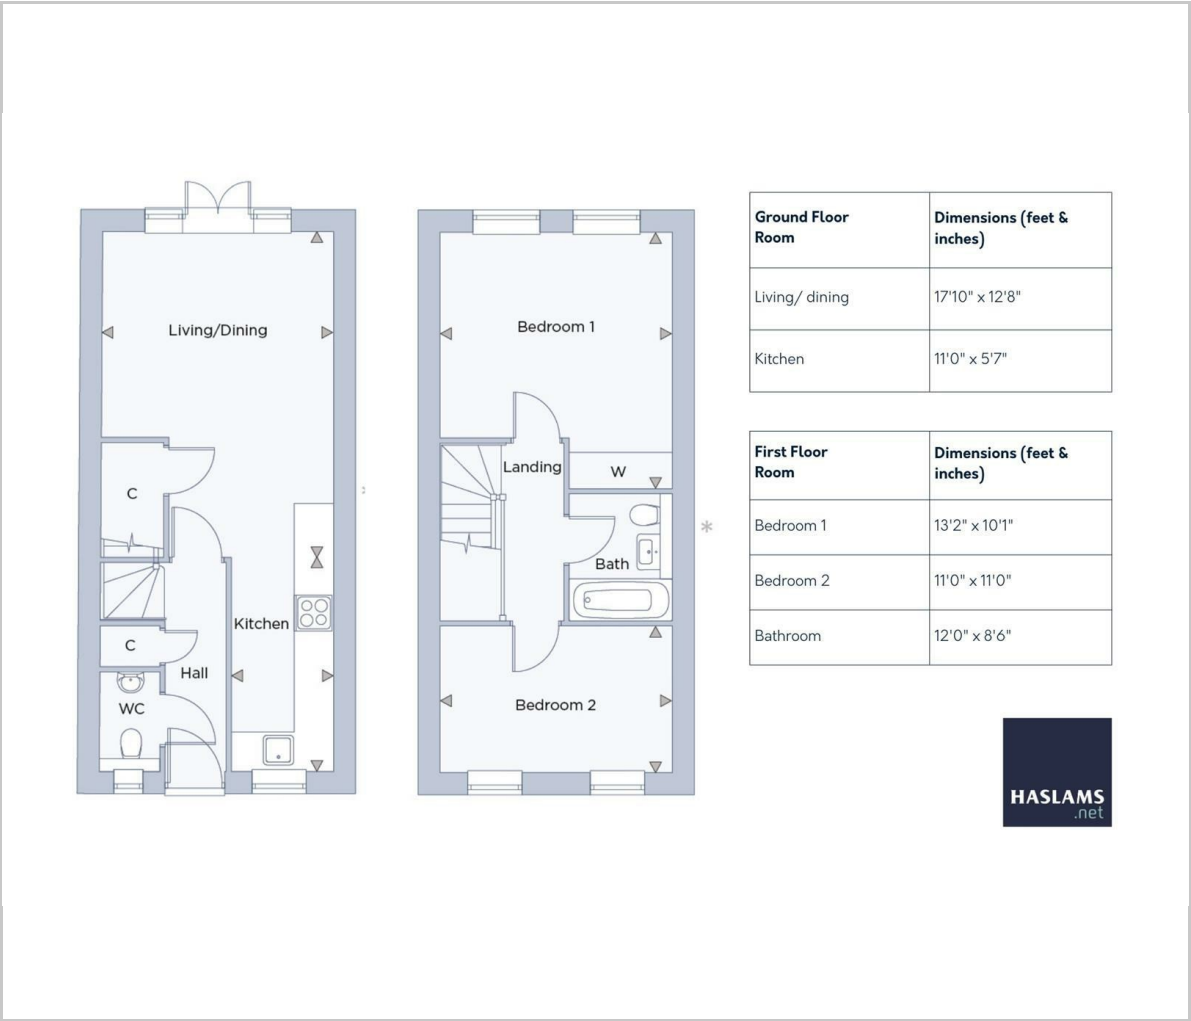 Living/Dining
C
C
Hall
WC
Kitchen
Bedroom 1
Landing
W
Bath
Bedroom 2
*
Ground Floor
Room
Dimensions (feet &
inches)
Living/ dining
17'10" x 12'8"
Kitchen
11'0" x 5'7"
First Floor
Room
Dimensions (feet &
inches)
Bedroom 1
13'2" x 10'1"
Bedroom 2
11'0" x 11'0"
Bathroom
12'0" x 8'6"
HASLAMS
.net